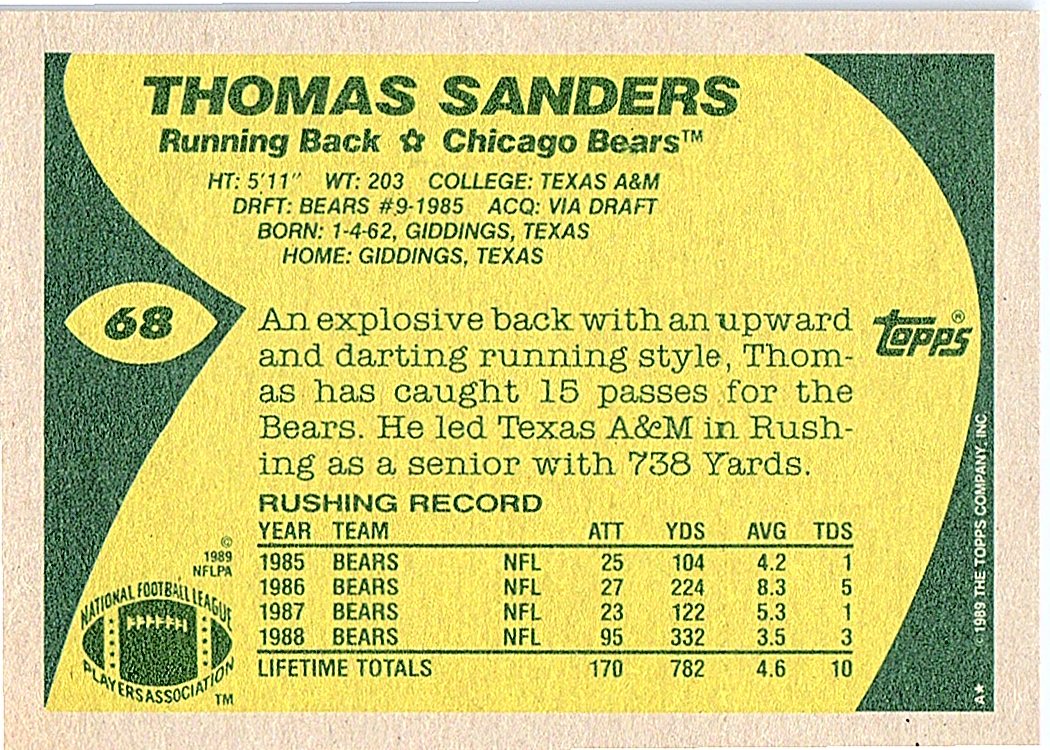 THOMAS SANDERS
Running Back ☆ Chicago Bears™
HT: 5'11" WT: 203 COLLEGE: TEXAS A&M
DRFT: BEARS #9-1985 ACQ: VIA DRAFT
BORN: 1-4-62, GIDDINGS, TEXAS
HOME: GIDDINGS, TEXAS
68
An explosive back with an upward
and darting running style, Thom-
as has caught 15 passes for the
Bears. He led Texas A&M in Rush-
ing as a senior with 738 Yards.
topps®
RUSHING RECORD
YEAR TEAM ATT YDS AVG TDS
1985 BEARS NFL 25 104 4.2 1
1986 BEARS NFL 27 224 8.3 5
1987 BEARS NFL 23 122 5.3 1
1988 BEARS NFL 95 332 3.5 3
LIFETIME TOTALS 170 782 4.6 10
©
1989
NFLPA
NATIONAL FOOTBALL LEAGUE
PLAYERS ASSOCIATION
TM
A* © 1989 THE TOPPS COMPANY, INC.